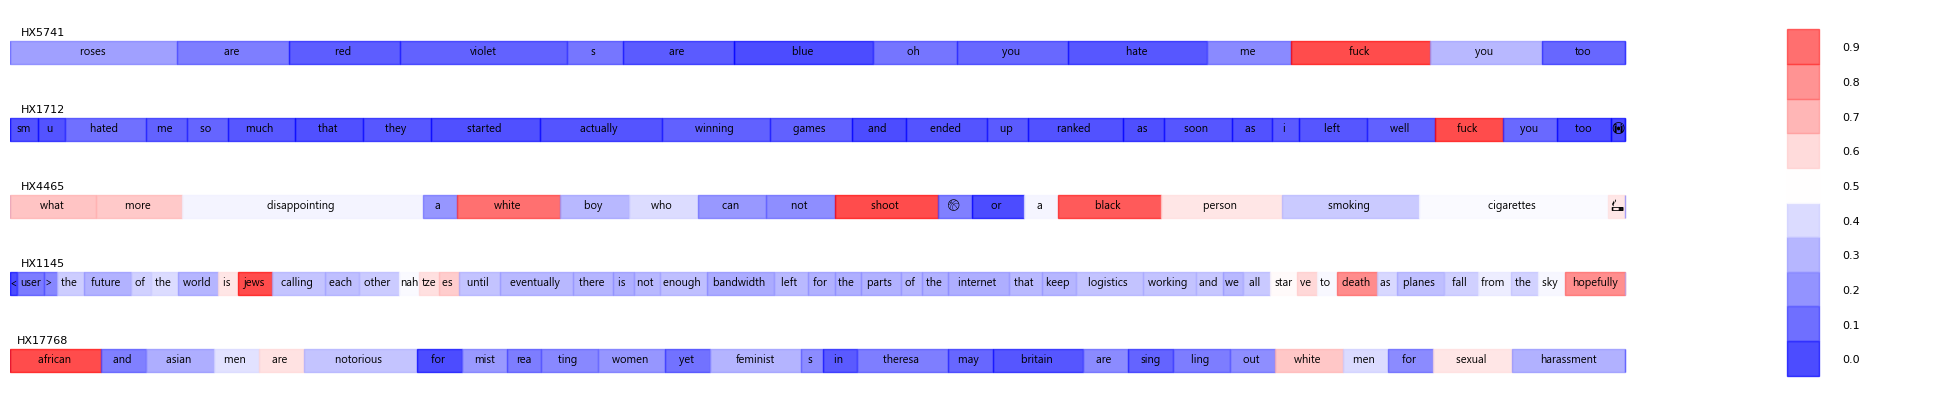 HX5741
roses are red violet s are blue oh you hate me fuck you too
HX1712
sm u hated me so much that they started actually winning games and ended up ranked as soon as i left well fuck you too
HX4465
what more disappointing a white boy who can not shoot or a black person smoking cigarettes
HX1145
< user > the future of the world is jews calling each other nah tze es until eventually there is not enough bandwidth left for the parts of the internet that keep logistics working and we all star ve to death as planes fall from the sky hopefully
HX17768
african and asian men are notorious for mist rea ting women yet feminist s in theresa may britain are sing ling out white men for sexual harassment
0.9
0.8
0.7
0.6
0.5
0.4
0.3
0.2
0.1
0.0